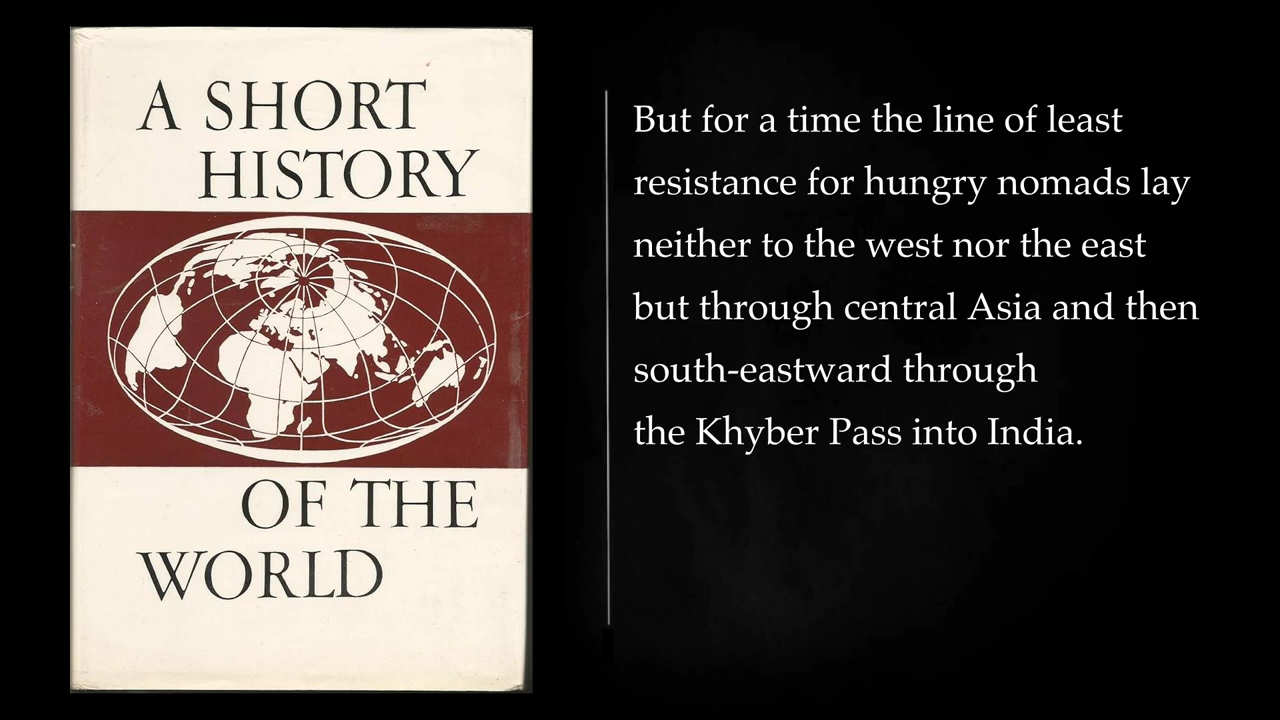 A SHORT
HISTORY
OF THE
WORLD
But for a time the line of least
resistance for hungry nomads lay
neither to the west nor the east
but through central Asia and then
south-eastward through
the Khyber Pass into India.